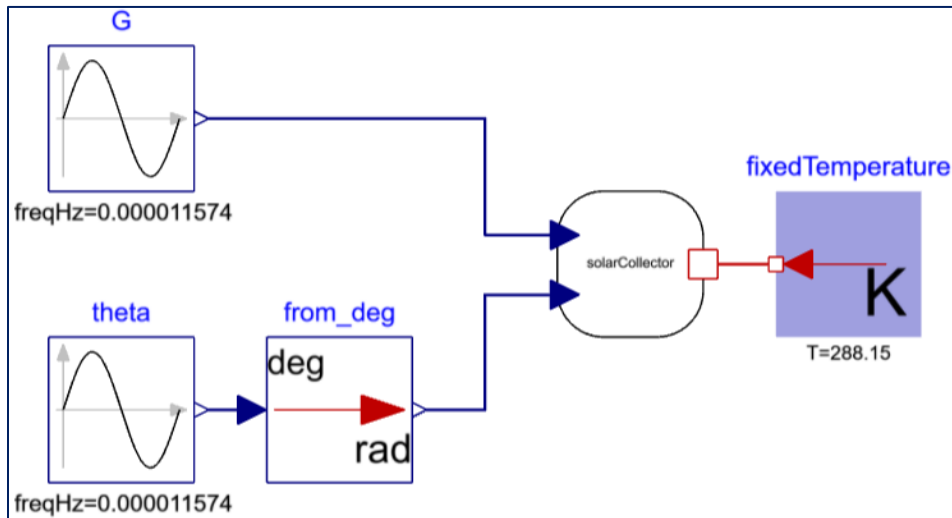 G
freqHz=0.000011574
theta
freqHz=0.000011574
from_deg
deg
rad
solarCollector
fixedTemperature
K
T=288.15